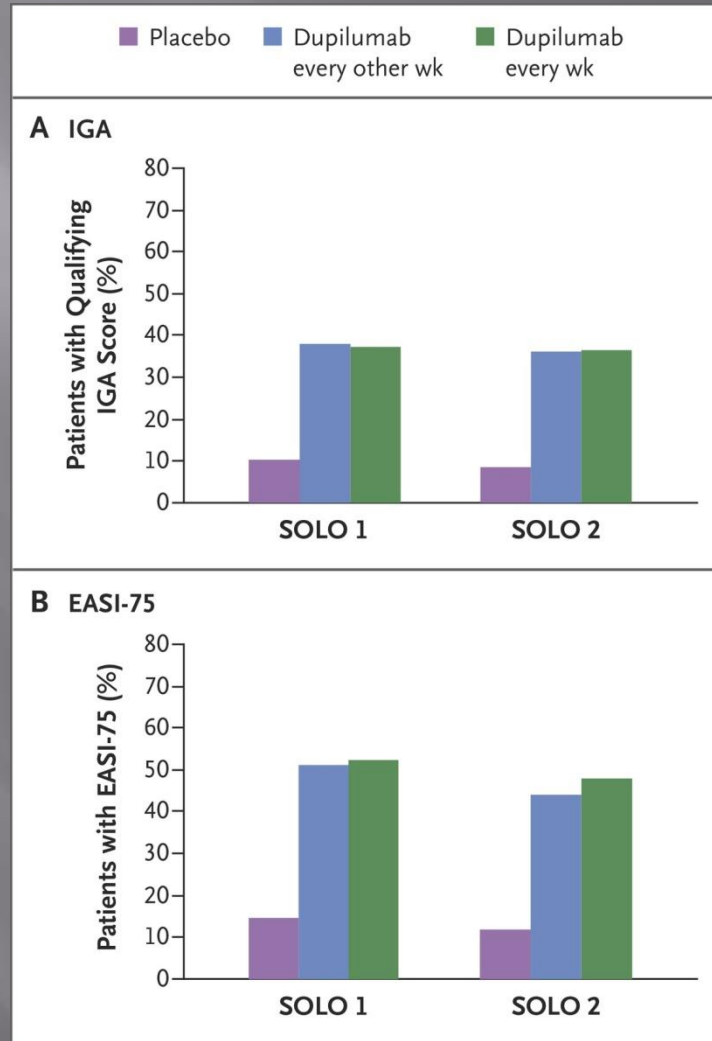 Placebo
Dupilumab
every other wk
Dupilumab
every wk
A IGA
Patients with Qualifying
IGA Score (%)
80
70
60
50
40
30
20
10
0
SOLO 1
SOLO 2
B EASI-75
Patients with EASI-75 (%)
80
70
60
50
40
30
20
10
0
SOLO 1
SOLO 2